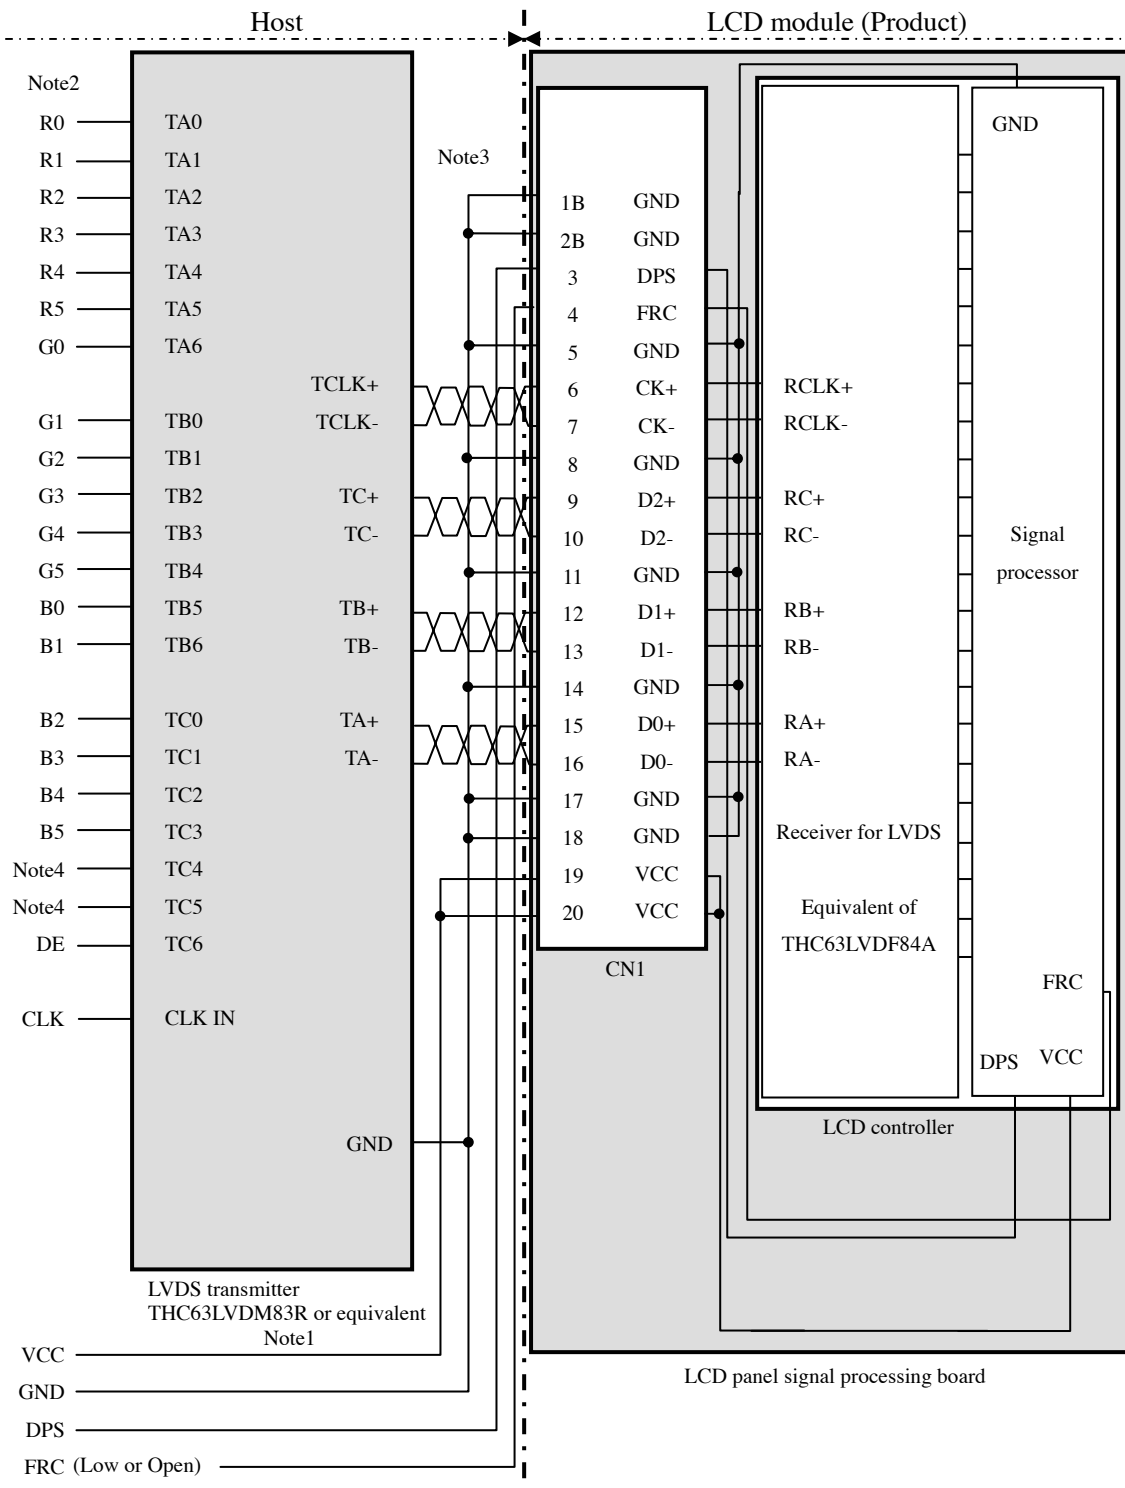 Host
LCD module (Product)
Note2
R0 TA0
R1 TA1
R2 TA2
R3 TA3
R4 TA4
R5 TA5
G0 TA6
G1 TB0
G2 TB1
G3 TB2
G4 TB3
G5 TB4
B0 TB5
B1 TB6
B2 TC0
B3 TC1
B4 TC2
B5 TC3
Note4 TC4
Note4 TC5
DE TC6
CLK CLK IN
TCLK+
TCLK-
TC+
TC-
TB+
TB-
TA+
TA-
GND
LVDS transmitter
THC63LVDM83R or equivalent
Note1
VCC
GND
DPS
FRC (Low or Open)
Note3
1B GND
2B GND
3 DPS
4 FRC
5 GND
6 CK+
7 CK-
8 GND
9 D2+
10 D2-
11 GND
12 D1+
13 D1-
14 GND
15 D0+
16 D0-
17 GND
18 GND
19 VCC
20 VCC
CN1
RCLK+
RCLK-
RC+
RC-
RB+
RB-
RA+
RA-
Receiver for LVDS
Equivalent of
THC63LVDF84A
GND
Signal
processor
FRC
DPS VCC
LCD controller
LCD panel signal processing board